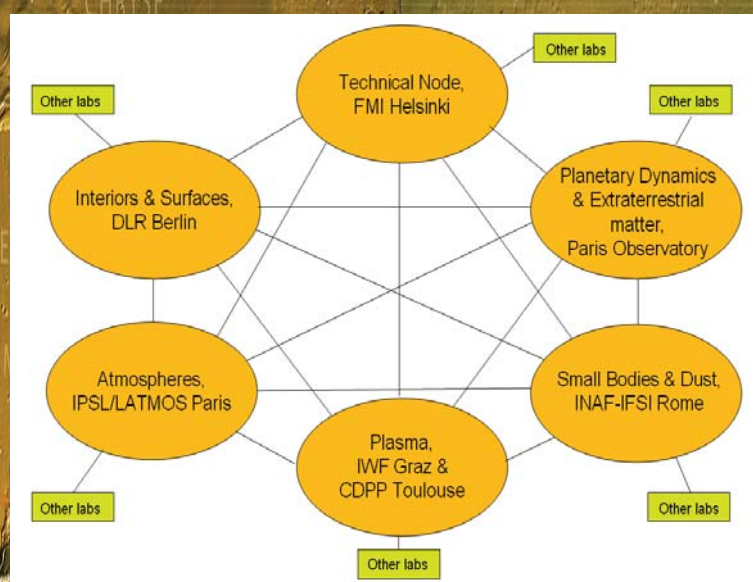 Other labs
Technical Node,
FMI Helsinki
Other labs
Other labs
Interiors & Surfaces,
DLR Berlin
Planetary Dynamics
& Extraterrestrial
matter,
Paris Observatory
Atmospheres,
IPSL/LATMOS Paris
Small Bodies & Dust,
INAF-IFSI Rome
Plasma,
IWF Graz &
CDPP Toulouse
Other labs
Other labs
Other labs